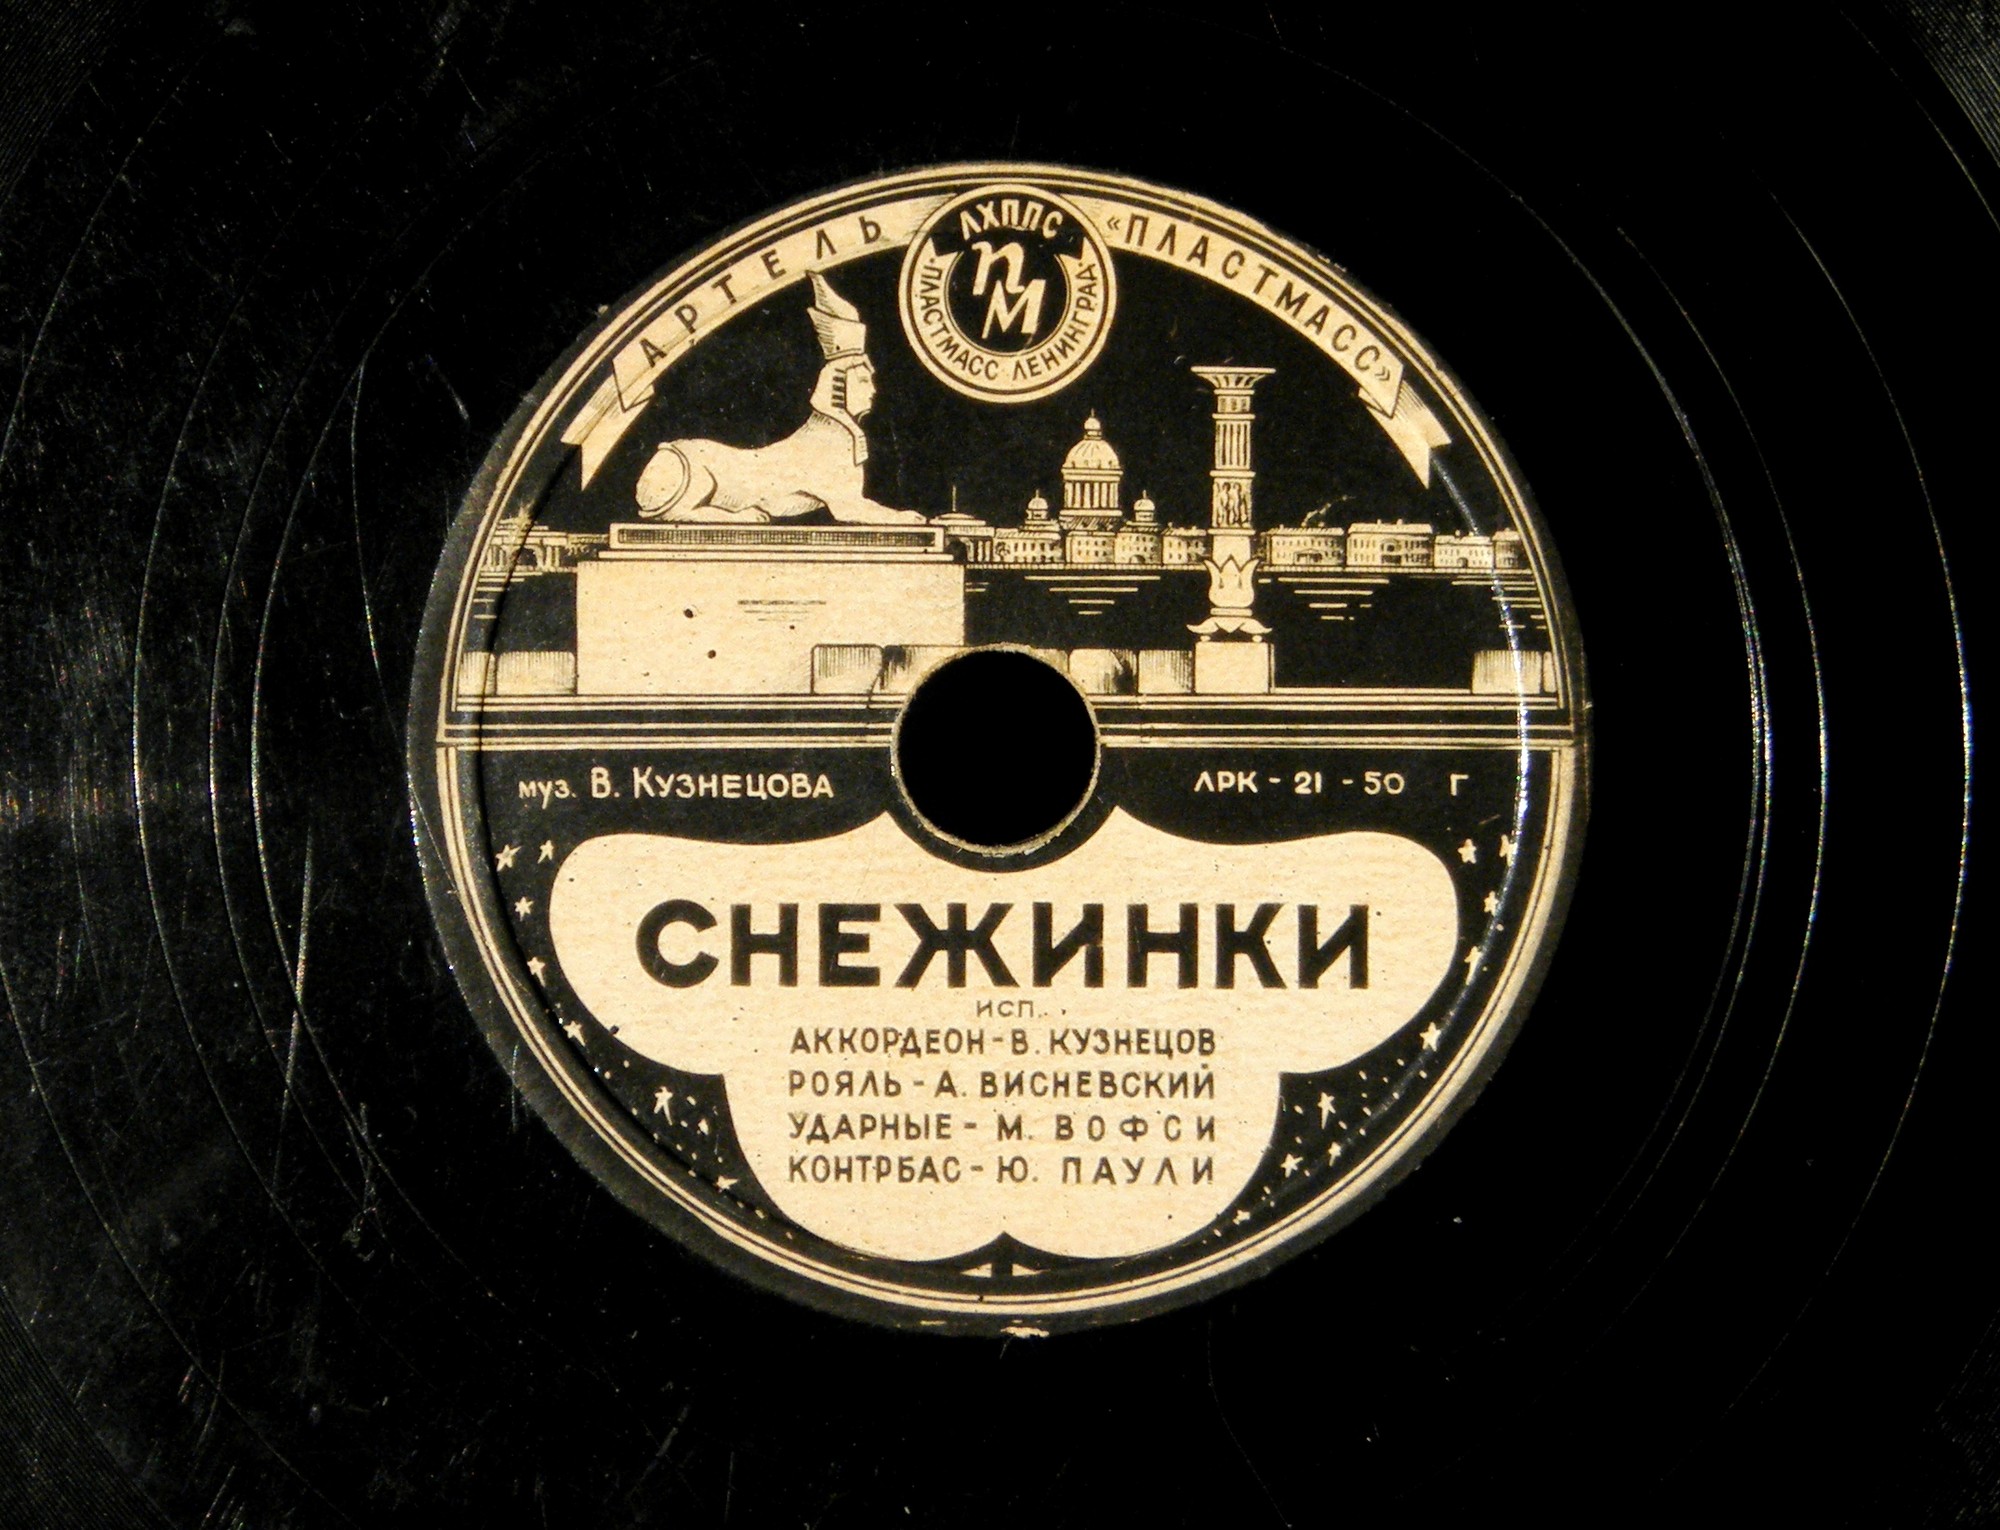 АРТЕЛЬ «ПЛАСТМАСС»
ЛХППС
ПМ
·ПЛАСТМАСС ЛЕНИНГРАД·
муз. В. Кузнецова
ЛРК - 21 - 50 Г
СНЕЖИНКИ
исп.
АККОРДЕОН - В. КУЗНЕЦОВ
РОЯЛЬ - А. ВИСНЕВСКИЙ
УДАРНЫЕ - М. ВОФСИ
КОНТРБАС - Ю. ПАУЛИ